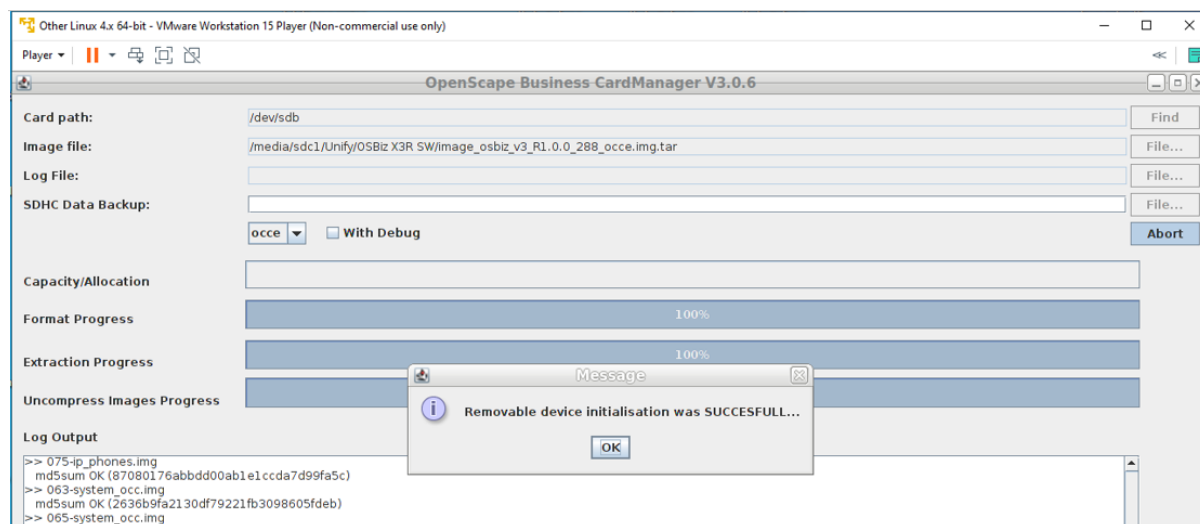 Other Linux 4.x 64-bit - VMware Workstation 15 Player (Non-commercial use only)
Player
OpenScape Business CardManager V3.0.6
Card path: /dev/sdb Find
Image file: /media/sdc1/Unify/OSBiz X3R SW/image_osbiz_v3_R1.0.0_288_occe.img.tar File...
Log File: File...
SDHC Data Backup: File...
occe With Debug Abort
Capacity/Allocation
Format Progress 100%
Extraction Progress 100%
Message
Uncompress Images Progress
Removable device initialisation was SUCCESFULL...
Log Output
OK
>> 075-ip_phones.img
md5sum OK (87080176abbdd00ab1e1ccda7d99fa5c)
>> 063-system_occ.img
md5sum OK (2636b9fa2130df79221fb3098605fdeb)
>> 065-system_occ.img